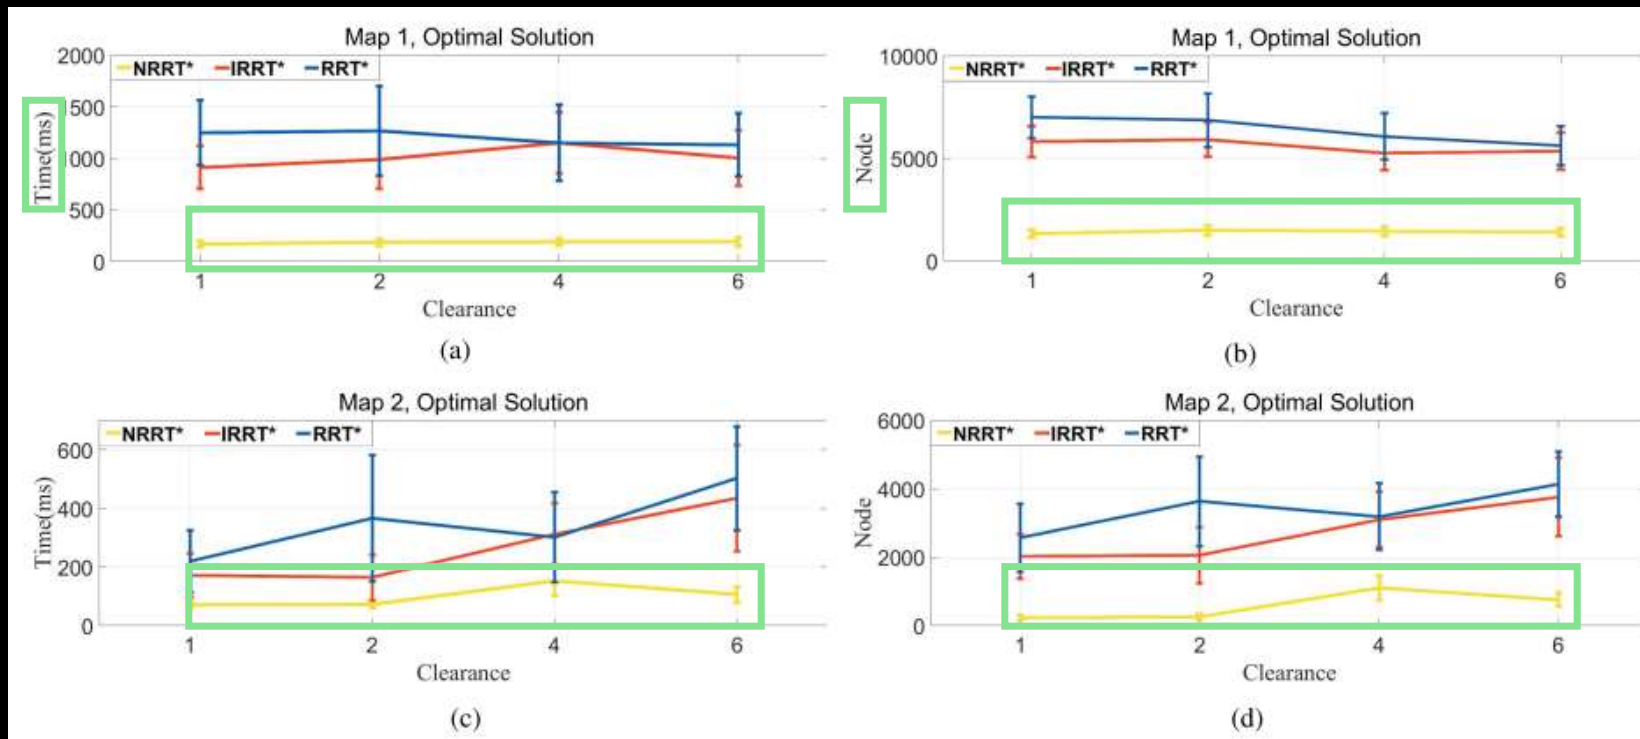 Map 1, Optimal Solution
NRRT* IRRT* RRT*
2000
1500
1000
500
0
Time(ms)
1 2 4 6
Clearance
(a)
Map 1, Optimal Solution
NRRT* IRRT* RRT*
10000
5000
0
Node
1 2 4 6
Clearance
(b)
Map 2, Optimal Solution
NRRT* IRRT* RRT*
600
400
200
0
Time(ms)
1 2 4 6
Clearance
(c)
Map 2, Optimal Solution
NRRT* IRRT* RRT*
6000
4000
2000
0
Node
1 2 4 6
Clearance
(d)